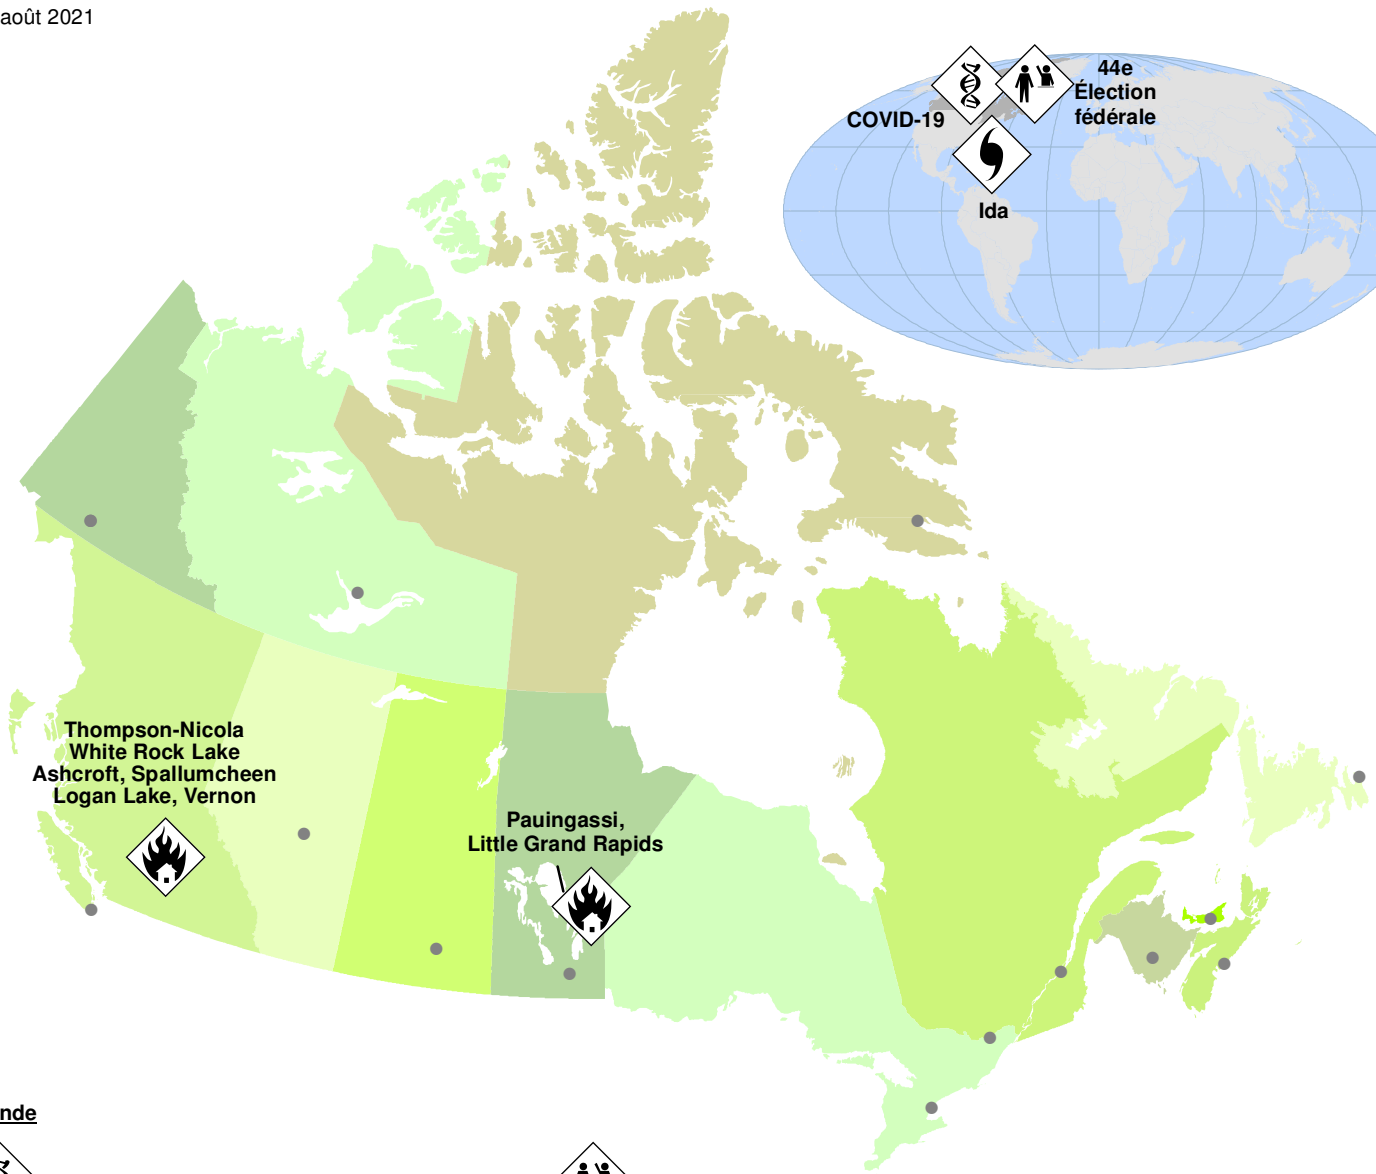 août 2021
44e
Élection
fédérale
COVID-19
Ida
Thompson-Nicola
White Rock Lake
Ashcroft, Spallumcheen
Logan Lake, Vernon
Pauingassi,
Little Grand Rapids
nde